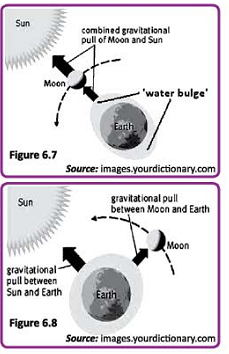 Sun
combined gravitational
pull of Moon and Sun
Moon
'water bulge'
Earth
Figure 6.7
Source: images.yourdictionary.com
gravitational pull
between Moon and Earth
Sun
Moon
gravitational
pull between
Sun and Earth
Earth
Figure 6.8
Source: images.yourdictionary.com